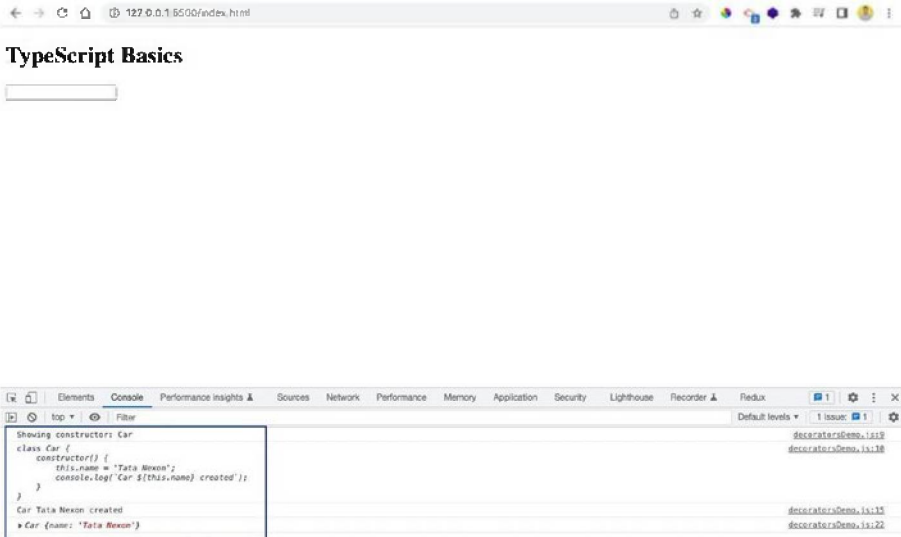 127.0.0.1:5500/index.html
TypeScript Basics
Elements Console Performance insights Sources Network Performance Memory Application Security Lighthouse Recorder Redux 1
top Filter Default levels 1 Issue: 1
Showing constructor: Car decoratorsDemo.js:9
class Car { decoratorsDemo.js:10
constructor() {
this.name = "Tata Nexon";
console.log(`Car ${this.name} created`);
}
}
Car Tata Nexon created decoratorsDemo.js:15
Car {name: 'Tata Nexon'} decoratorsDemo.js:22